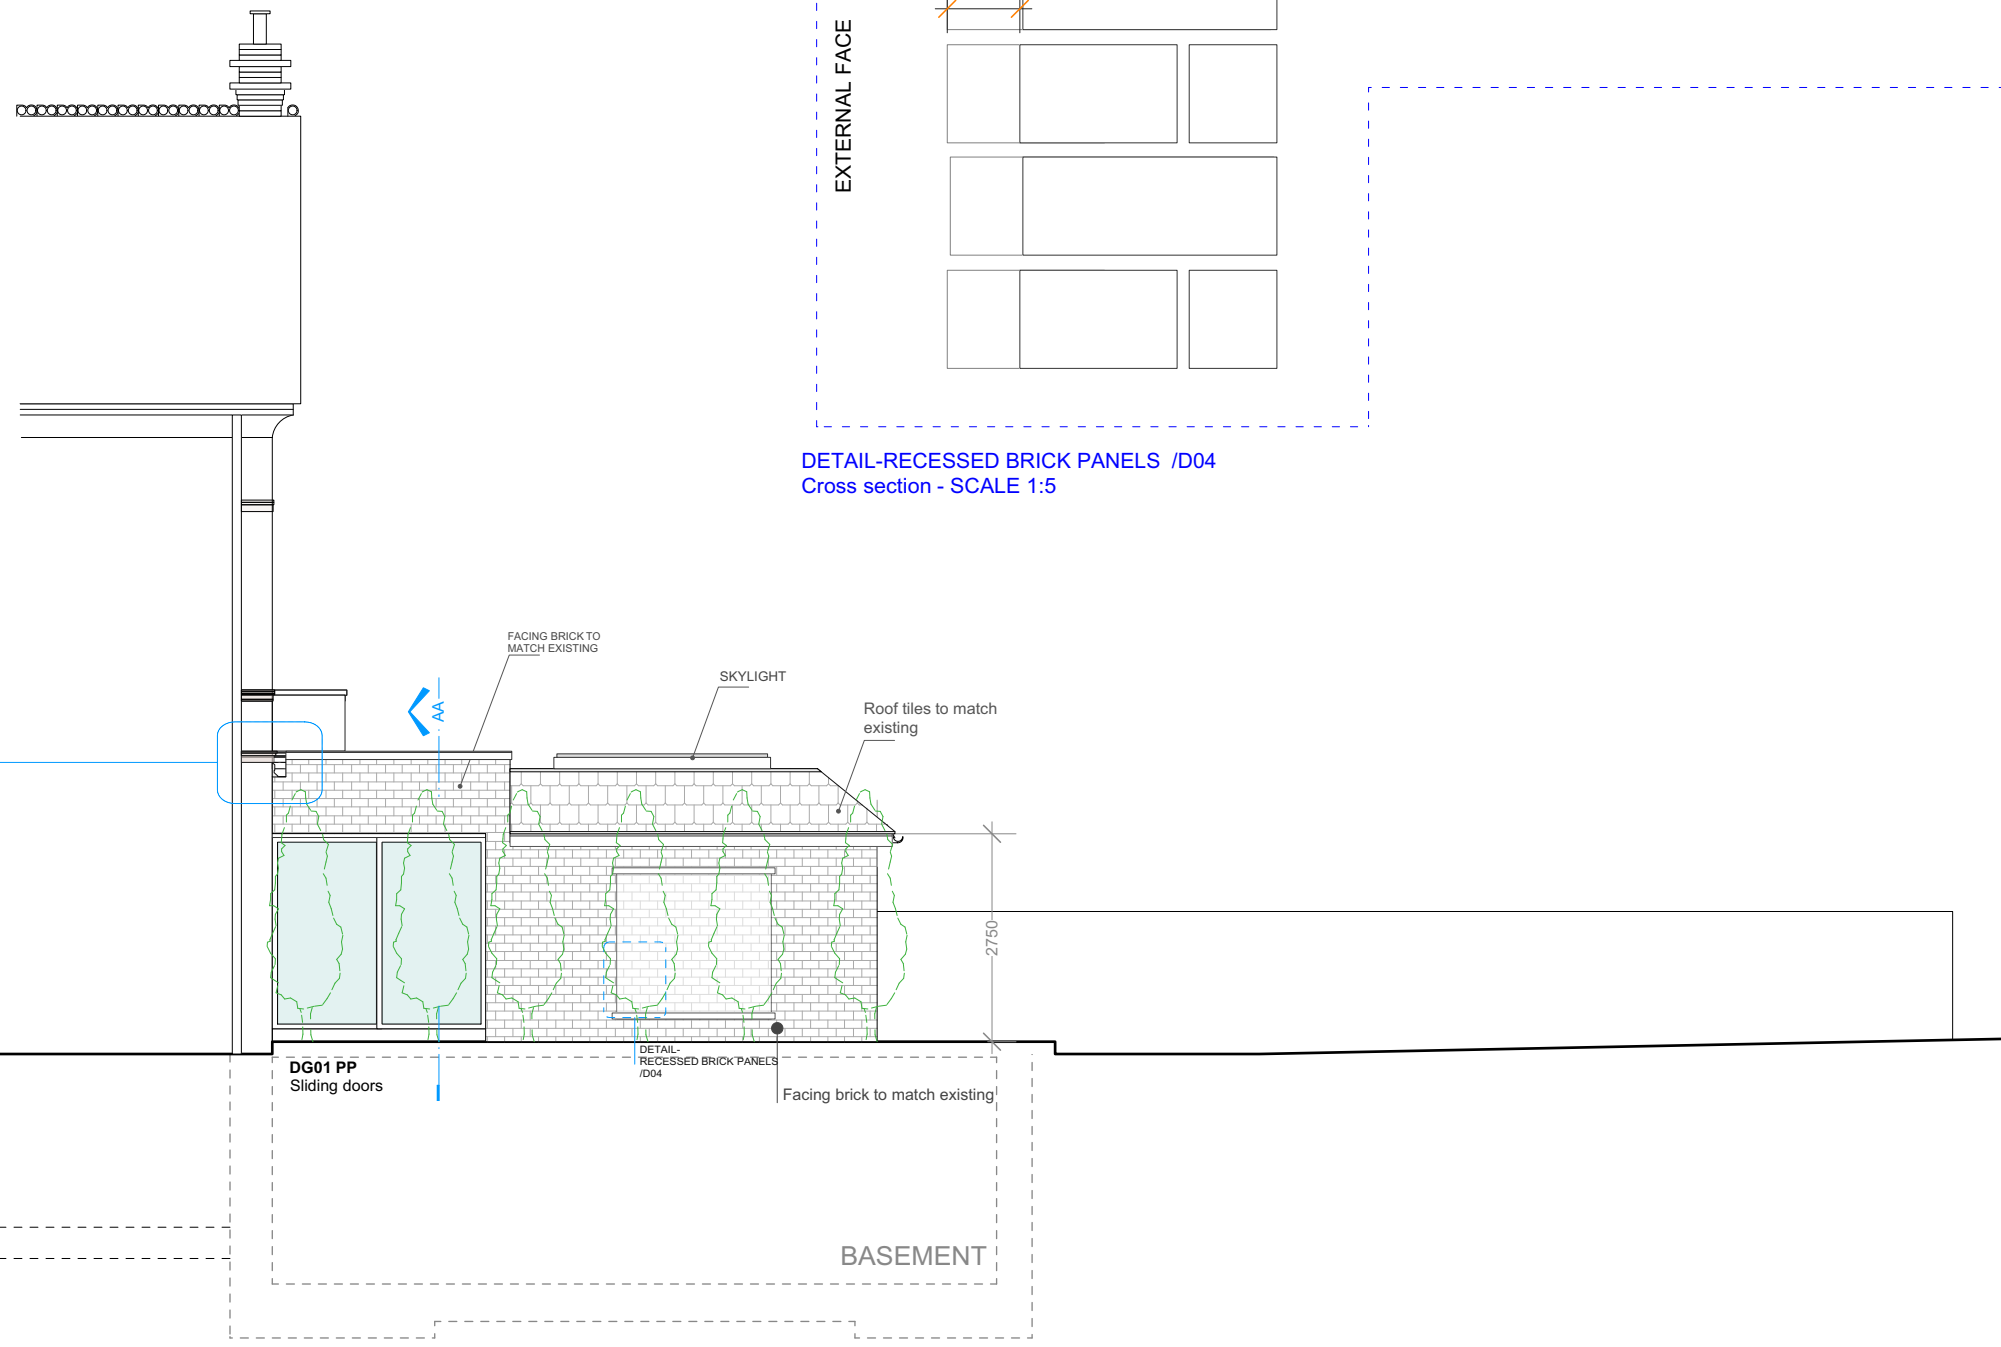 EXTERNAL FACE
DETAIL-RECESSED BRICK PANELS /D04
Cross section - SCALE 1:5
FACING BRICK TO
MATCH EXISTING
SKYLIGHT
AA
Roof tiles to match
existing
2750
DETAIL-
RECESSED BRICK PANELS
/D04
DG01 PP
Sliding doors
Facing brick to match existing
BASEMENT